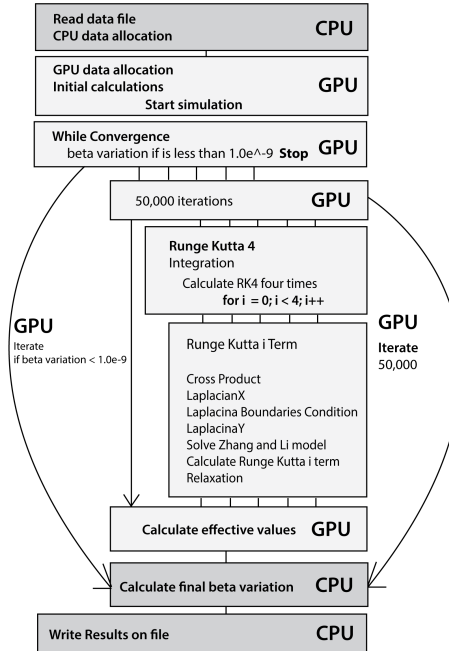 Read data file
CPU data allocation
CPU
GPU data allocation
Initial calculations
Start simulation
GPU
While Convergence
beta variation if is less than 1.0e^-9 Stop
GPU
50,000 iterations
GPU
Runge Kutta 4
Integration
Calculate RK4 four times
for i = 0; i < 4; i++
GPU
Iterate
if beta variation < 1.0e-9
GPU
Iterate
50,000
Runge Kutta i Term
Cross Product
LaplacianX
Laplacina Boundaries Condition
LaplacinaY
Solve Zhang and Li model
Calculate Runge Kutta i term
Relaxation
Calculate effective values
GPU
Calculate final beta variation
CPU
Write Results on file
CPU